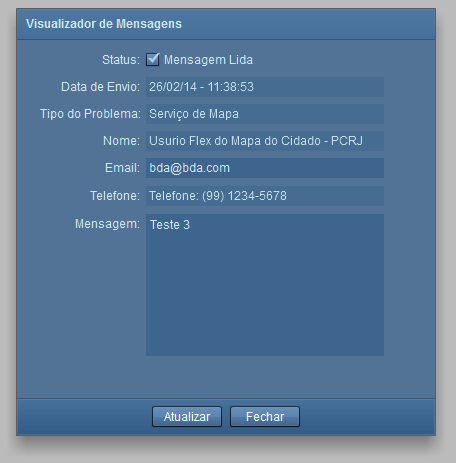 Visualizador de Mensagens
Status: Mensagem Lida
Data de Envio: 26/02/14 - 11:38:53
Tipo do Problema: Serviço de Mapa
Nome: Usurio Flex do Mapa do Cidado - PCRJ
Email: bda@bda.com
Telefone: Telefone: (99) 1234-5678
Mensagem: Teste 3
Atualizar Fechar